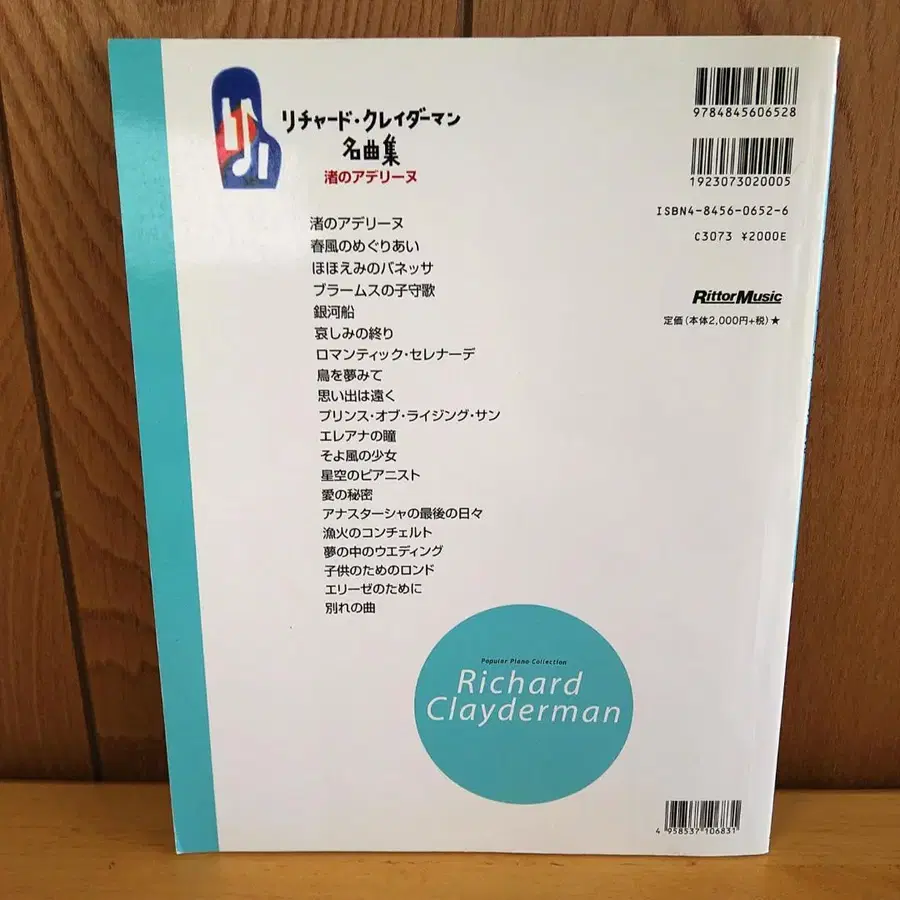 リチャード・クレイダーマン
名曲集
渚のアデリーヌ
渚のアデリーヌ
春風のめぐりあい
ほほえみのバネッサ
ブラームスの子守歌
銀河船
哀しみの終り
ロマンティック・セレナーデ
鳥を夢みて
思い出は遠く
プリンス・オブ・ライジング・サン
エレアナの瞳
そよ風の少女
星空のピアニスト
愛の秘密
アナスターシャの最後の日々
漁火のコンチェルト
夢の中のウエディング
子供のためのロンド
エリーゼのために
別れの曲
9784845606528
1923073020005
ISBN4-8456-0652-6
C3073 ¥2000E
RittorMusic
定価(本体2,000円+税)★
Popular Piano Collection
Richard
Clayderman
4 958537 106831